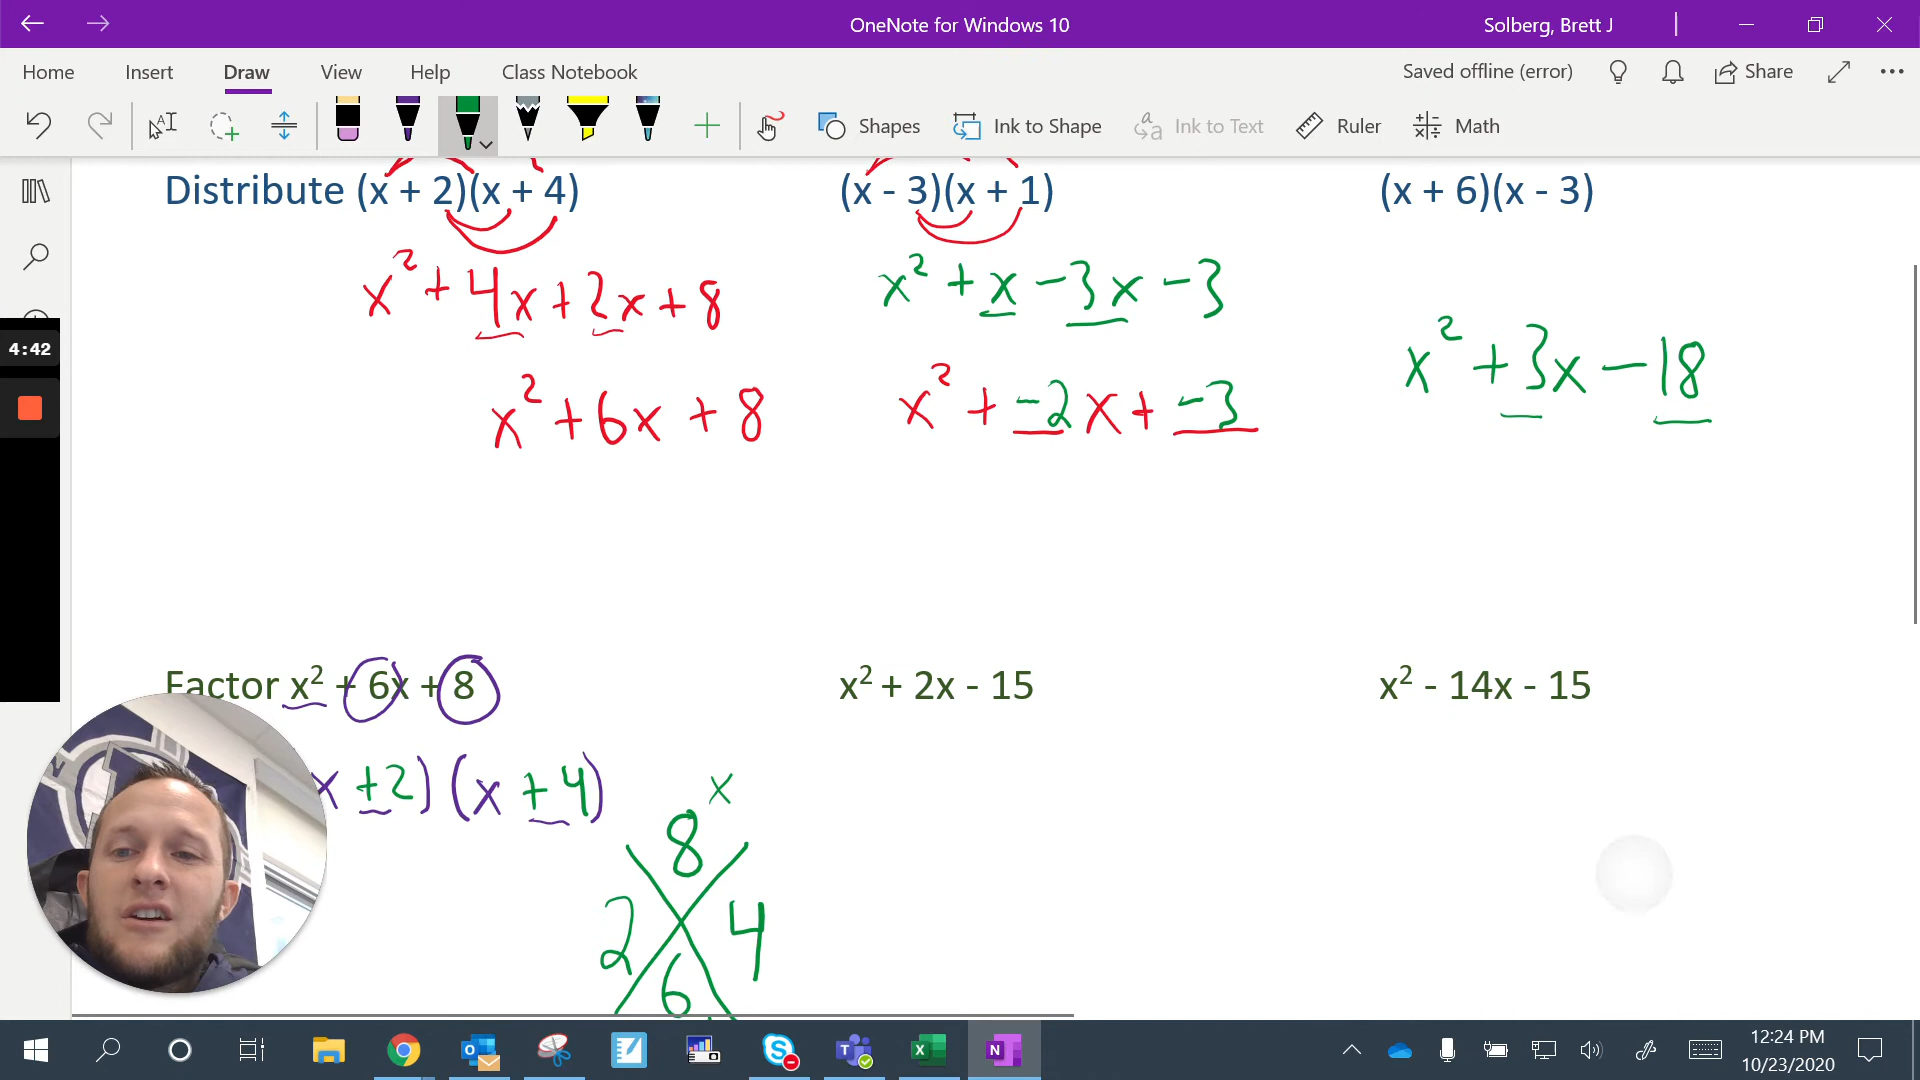 OneNote for Windows 10
Solberg, Brett J
Home Insert Draw View Help Class Notebook
Saved offline (error) Share
Shapes Ink to Shape Ink to Text Ruler Math
Distribute (x + 2)(x + 4) (x - 3)(x + 1) (x + 6)(x - 3)
x² + 4x + 2x + 8 x² + x - 3x - 3
x² + 3x - 18
x² + 6x + 8 x² + -2x + -3
4:42
Factor x² + 6x + 8 x² + 2x - 15 x² - 14x - 15
x +2) (x +4)
x
8
2 4
6
12:24 PM
10/23/2020